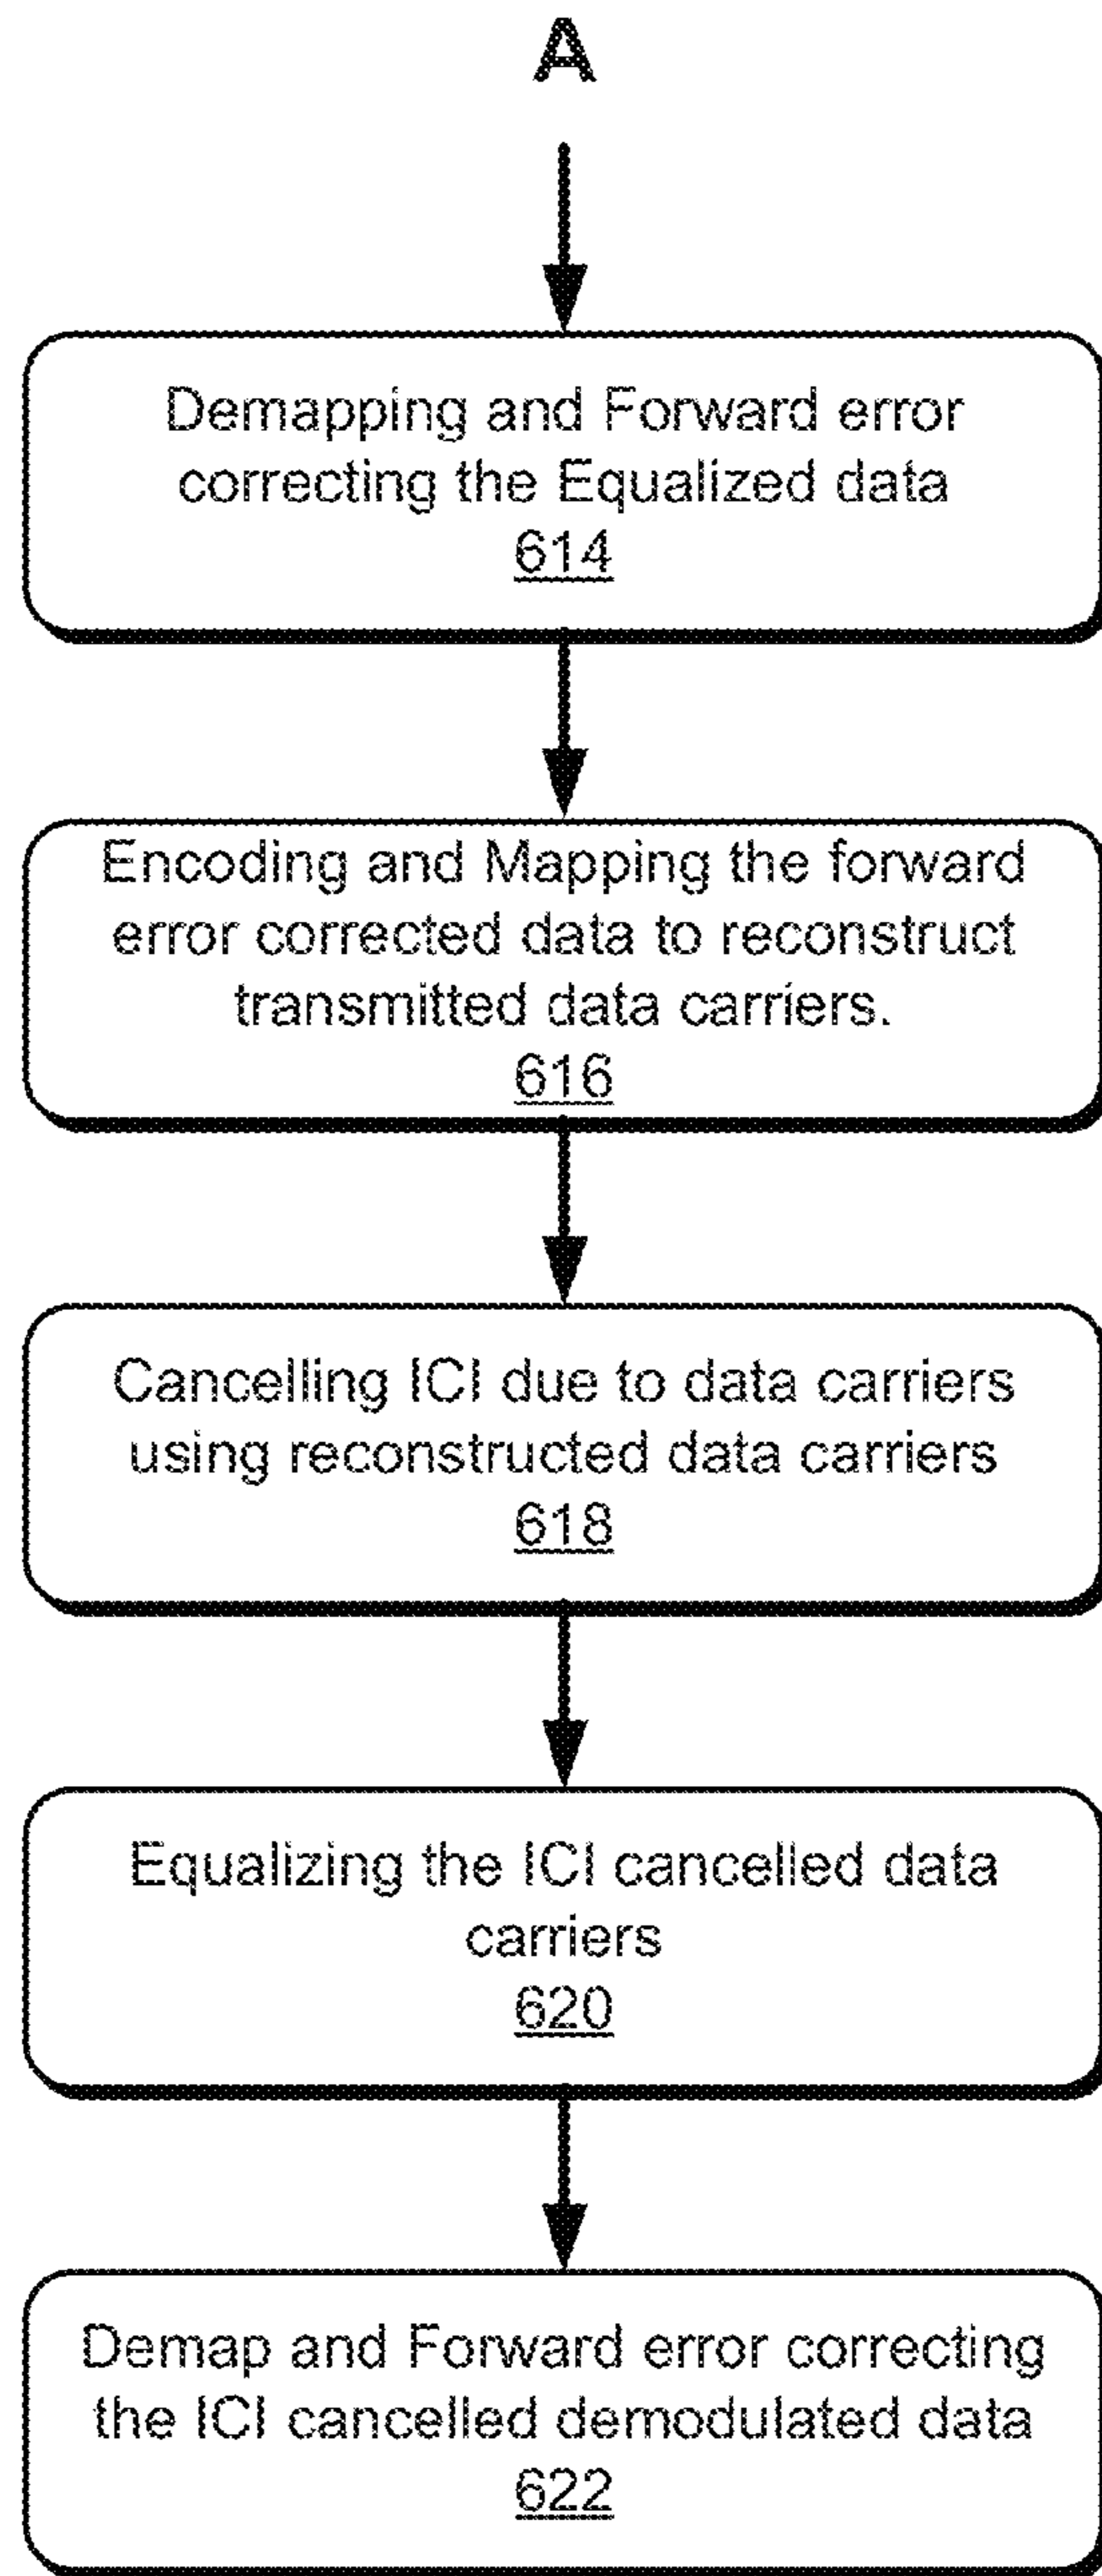 A
Demapping and Forward error
correcting the Equalized data
614
Encoding and Mapping the forward
error corrected data to reconstruct
transmitted data carriers.
616
Cancelling ICI due to data carriers
using reconstructed data carriers
618
Equalizing the ICI cancelled data
carriers
620
Demap and Forward error correcting
the ICI cancelled demodulated data
622